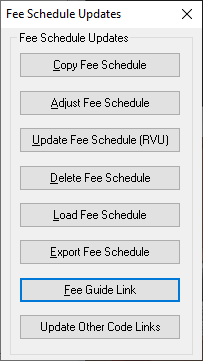 Fee Schedule Updates
Fee Schedule Updates
Copy Fee Schedule
Adjust Fee Schedule
Update Fee Schedule (RVU)
Delete Fee Schedule
Load Fee Schedule
Export Fee Schedule
Fee Guide Link
Update Other Code Links